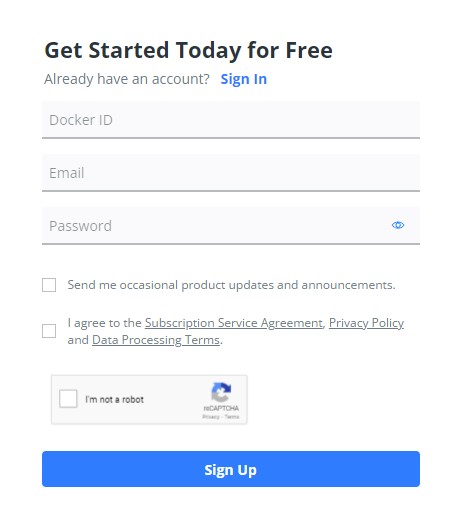 Get Started Today for Free
Already have an account? Sign In
Docker ID
Email
Password
Send me occasional product updates and announcements.
I agree to the Subscription Service Agreement, Privacy Policy
and Data Processing Terms.
I'm not a robot
reCAPTCHA
Privacy - Terms
Sign Up